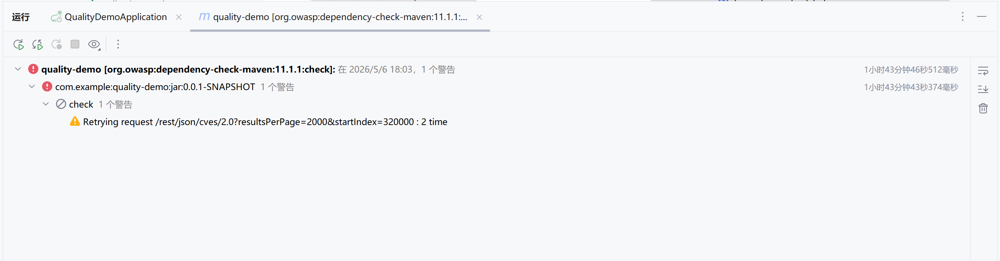 运行 QualityDemoApplication quality-demo [org.owasp:dependency-check-maven:11.1.1:...
quality-demo [org.owasp:dependency-check-maven:11.1.1:check]: 在 2026/5/6 18:03，1 个警告 1小时43分钟46秒512毫秒
com.example:quality-demo:jar:0.0.1-SNAPSHOT 1 个警告 1小时43分钟43秒374毫秒
check 1 个警告
Retrying request /rest/json/cves/2.0?resultsPerPage=2000&startIndex=320000 : 2 time